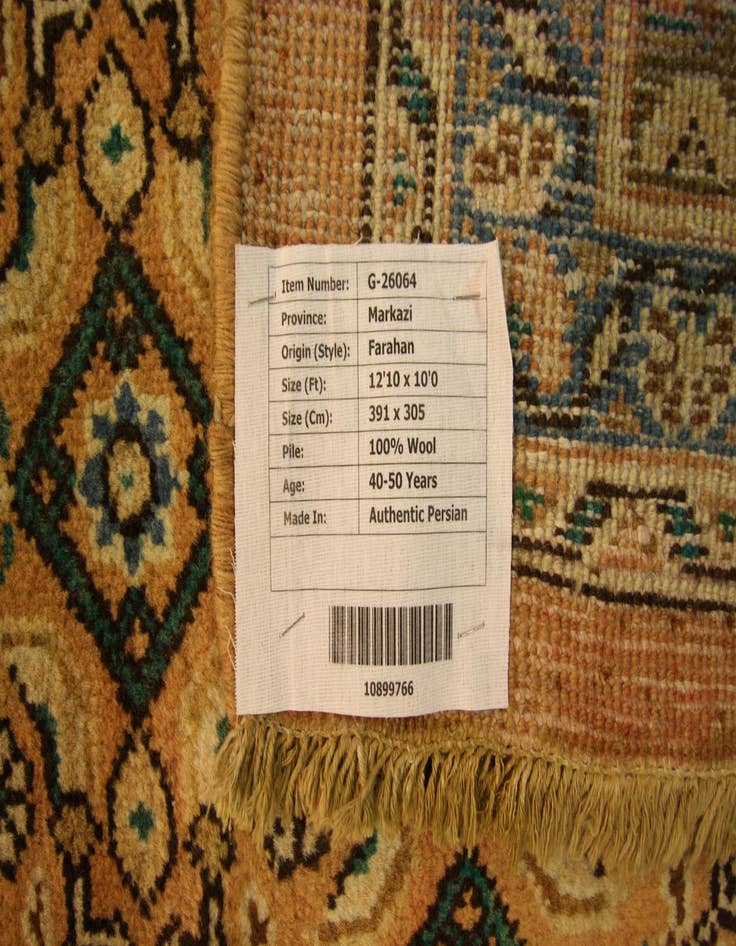 Item Number: G-26064
Province: Markazi
Origin (Style): Farahan
Size (Ft): 12'10 x 10'0
Size (Cm): 391 x 305
Pile: 100% Wool
Age: 40-50 Years
Made In: Authentic Persian
10899766